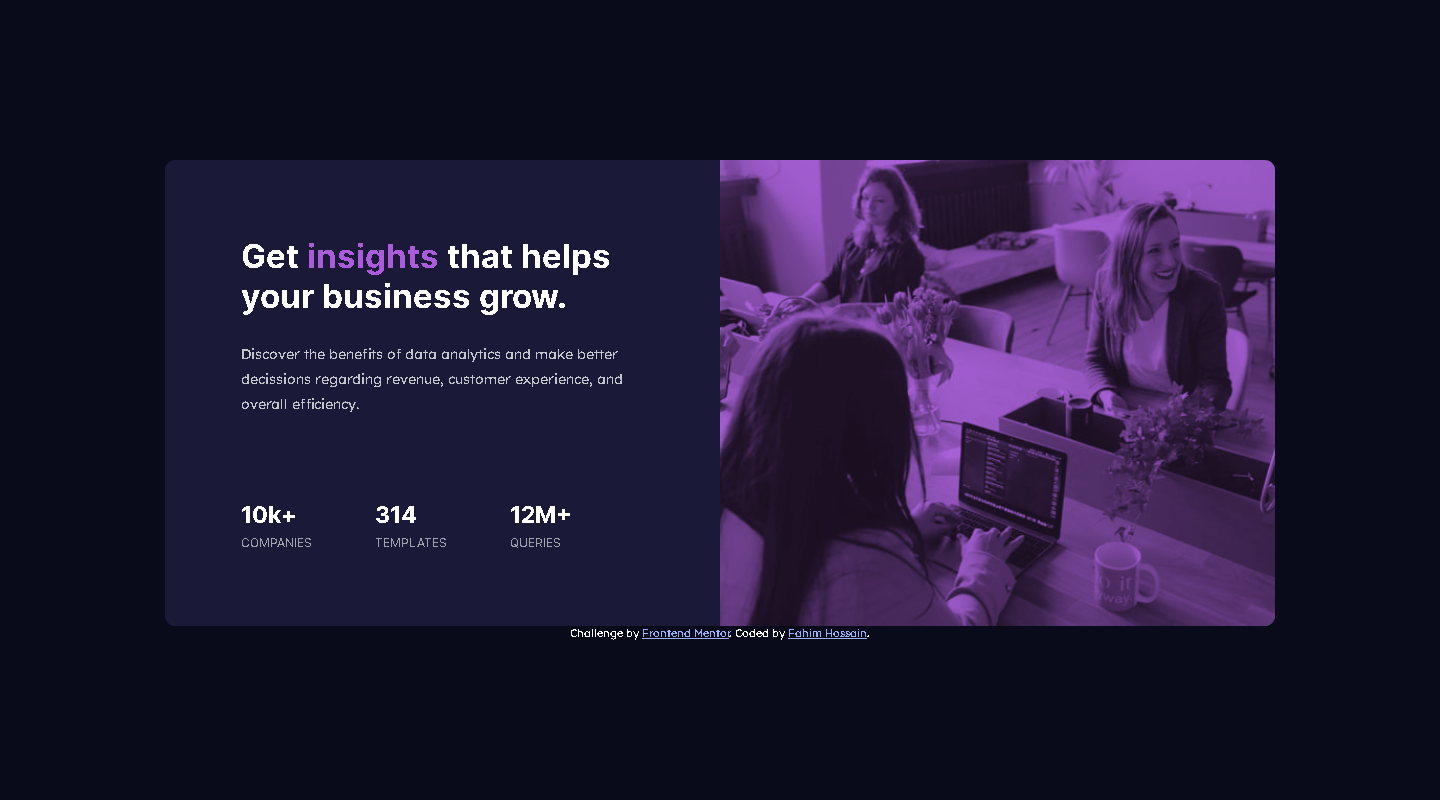 Get insights that helps
your business grow.
Discover the benefits of data analytics and make better
decissions regarding revenue, customer experience, and
overall efficiency.
10k+ 314 12M+
COMPANIES TEMPLATES QUERIES
Challenge by Frontend Mentor. Coded by Fahim Hossain.